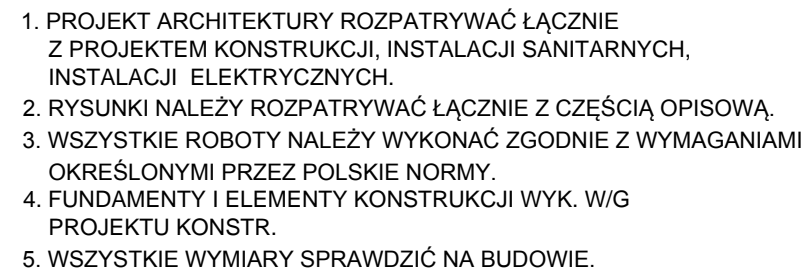 1. PROJEKT ARCHITEKTURY ROZPATRYWAĆ ŁĄCZNIE
Z PROJEKTEM KONSTRUKCJI, INSTALACJI SANITARNYCH,
INSTALACJI ELEKTRYCZNYCH.
2. RYSUNKI NALEŻY ROZPATRYWAĆ ŁĄCZNIE Z CZĘŚCIĄ OPISOWĄ.
3. WSZYSTKIE ROBOTY NALEŻY WYKONAĆ ZGODNIE Z WYMAGANIAMI
OKREŚLONYMI PRZEZ POLSKIE NORMY.
4. FUNDAMENTY I ELEMENTY KONSTRUKCJI WYK. W/G
PROJEKTU KONSTR.
5. WSZYSTKIE WYMIARY SPRAWDZIĆ NA BUDOWIE.